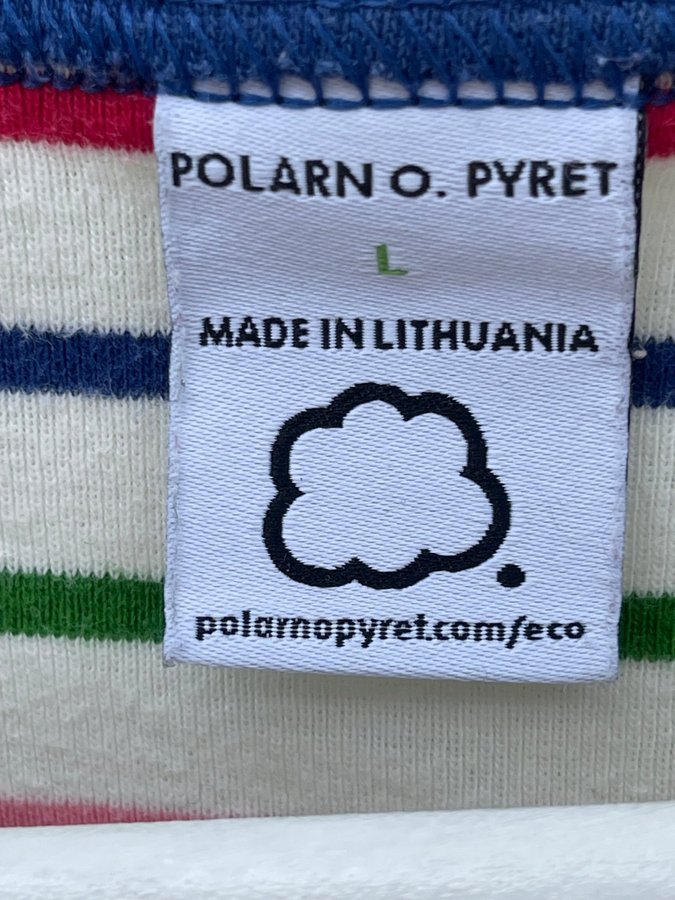 POLARN O. PYRET
L
MADE IN LITHUANIA
polarnopyret.com/eco